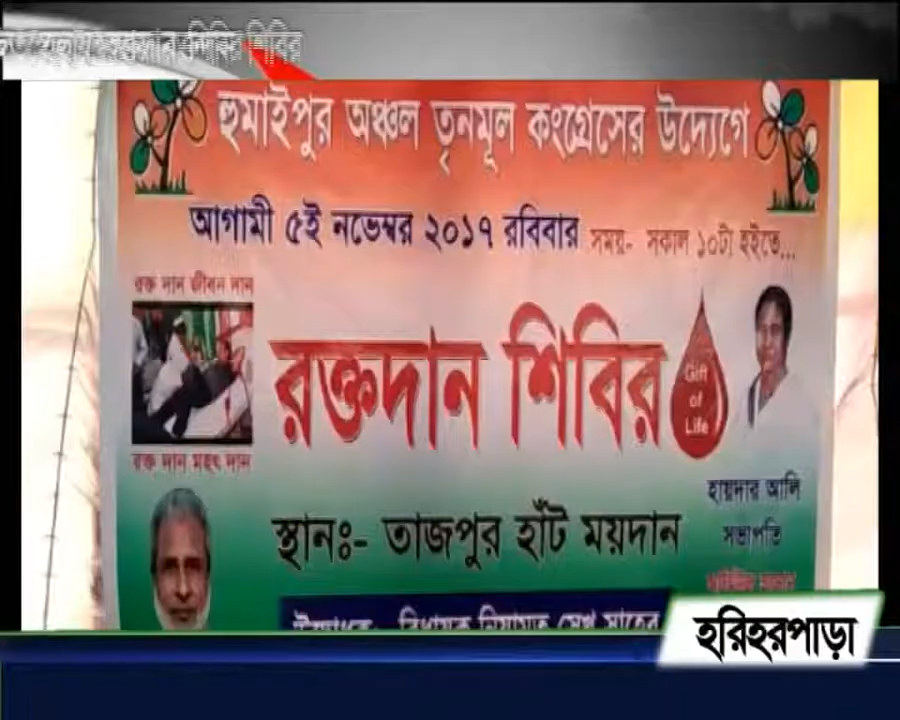 হুমাইপুর অঞ্চল তৃনমূল কংগ্রেসের উদ্যেগে
আগামী ৫ই নভেম্বর ২০১৭ রবিবার সময়- সকাল ১০টা হইতে...
রক্ত দান জীবন দান
রক্তদান শিবির
Gift
of
Life
রক্ত দান মহৎ দান
হায়দার আলি
সভাপতি
স্থানঃ- তাজপুর হাঁট ময়দান
বিধায়ক নিয়ামত সেখ সাহেব
হরিহরপাড়া